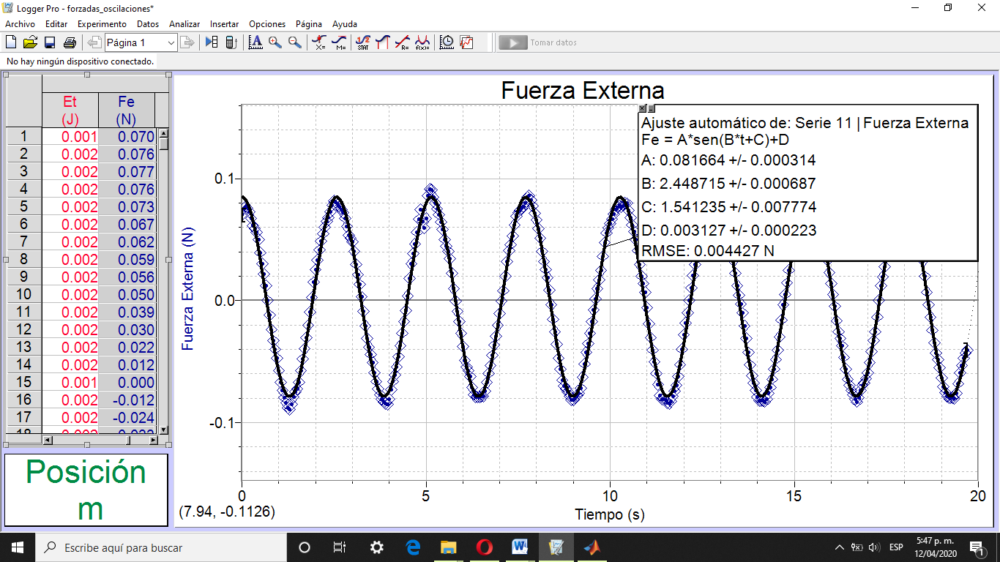 Logger Pro - forzadas_oscilaciones*
Archivo Editar Experimento Datos Analizar Insertar Opciones Página Ayuda
Página 1
X=
M=
1/2
STAT
R=
f(x)=
Tomar datos
No hay ningún dispositivo conectado.
Et Fe
(J) (N)
1 0.001 0.070
2 0.002 0.076
3 0.002 0.077
4 0.002 0.076
5 0.002 0.073
6 0.002 0.067
7 0.002 0.062
8 0.002 0.059
9 0.002 0.056
10 0.002 0.050
11 0.002 0.039
12 0.002 0.030
13 0.002 0.022
14 0.002 0.012
15 0.001 0.000
16 0.002 -0.012
17 0.002 -0.024
Posición
m
Fuerza Externa
Ajuste automático de: Serie 11 | Fuerza Externa
Fe = A*sen(B*t+C)+D
A: 0.081664 +/- 0.000314
B: 2.448715 +/- 0.000687
C: 1.541235 +/- 0.007774
D: 0.003127 +/- 0.000223
RMSE: 0.004427 N
Fuerza Externa (N)
0.1
0.0
-0.1
0 5 10 15 20
(7.94, -0.1126)
Tiempo (s)
Escribe aquí para buscar
ESP
5:47 p. m.
12/04/2020
1